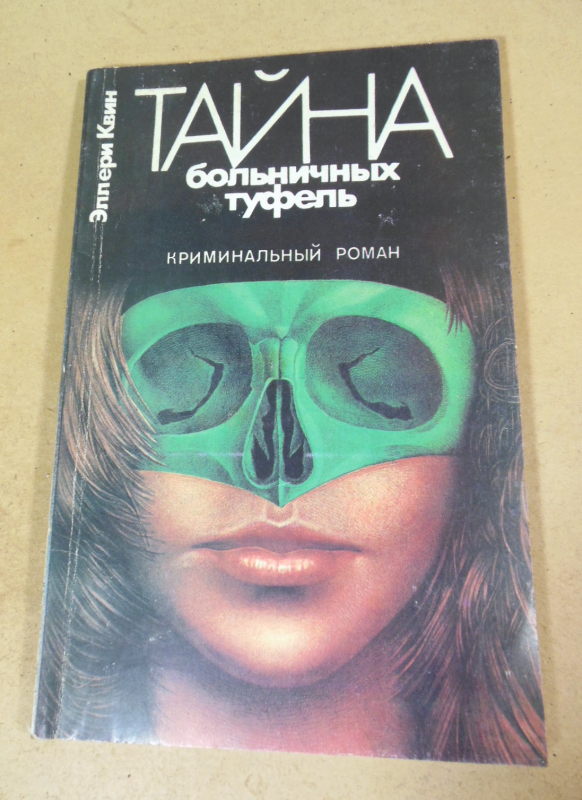 Эллери Квин
ТАЙНА
больничных
туфель
КРИМИНАЛЬНЫЙ РОМАН